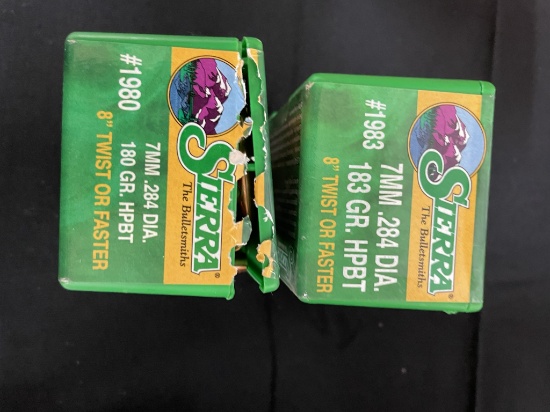 SIERRA®
The Bulletsmiths
7MM .284 DIA.
#1980 180 GR. HPBT
8" TWIST OR FASTER
SIERRA®
The Bulletsmiths
7MM .284 DIA.
#1983 183 GR. HPBT
8" TWIST OR FASTER